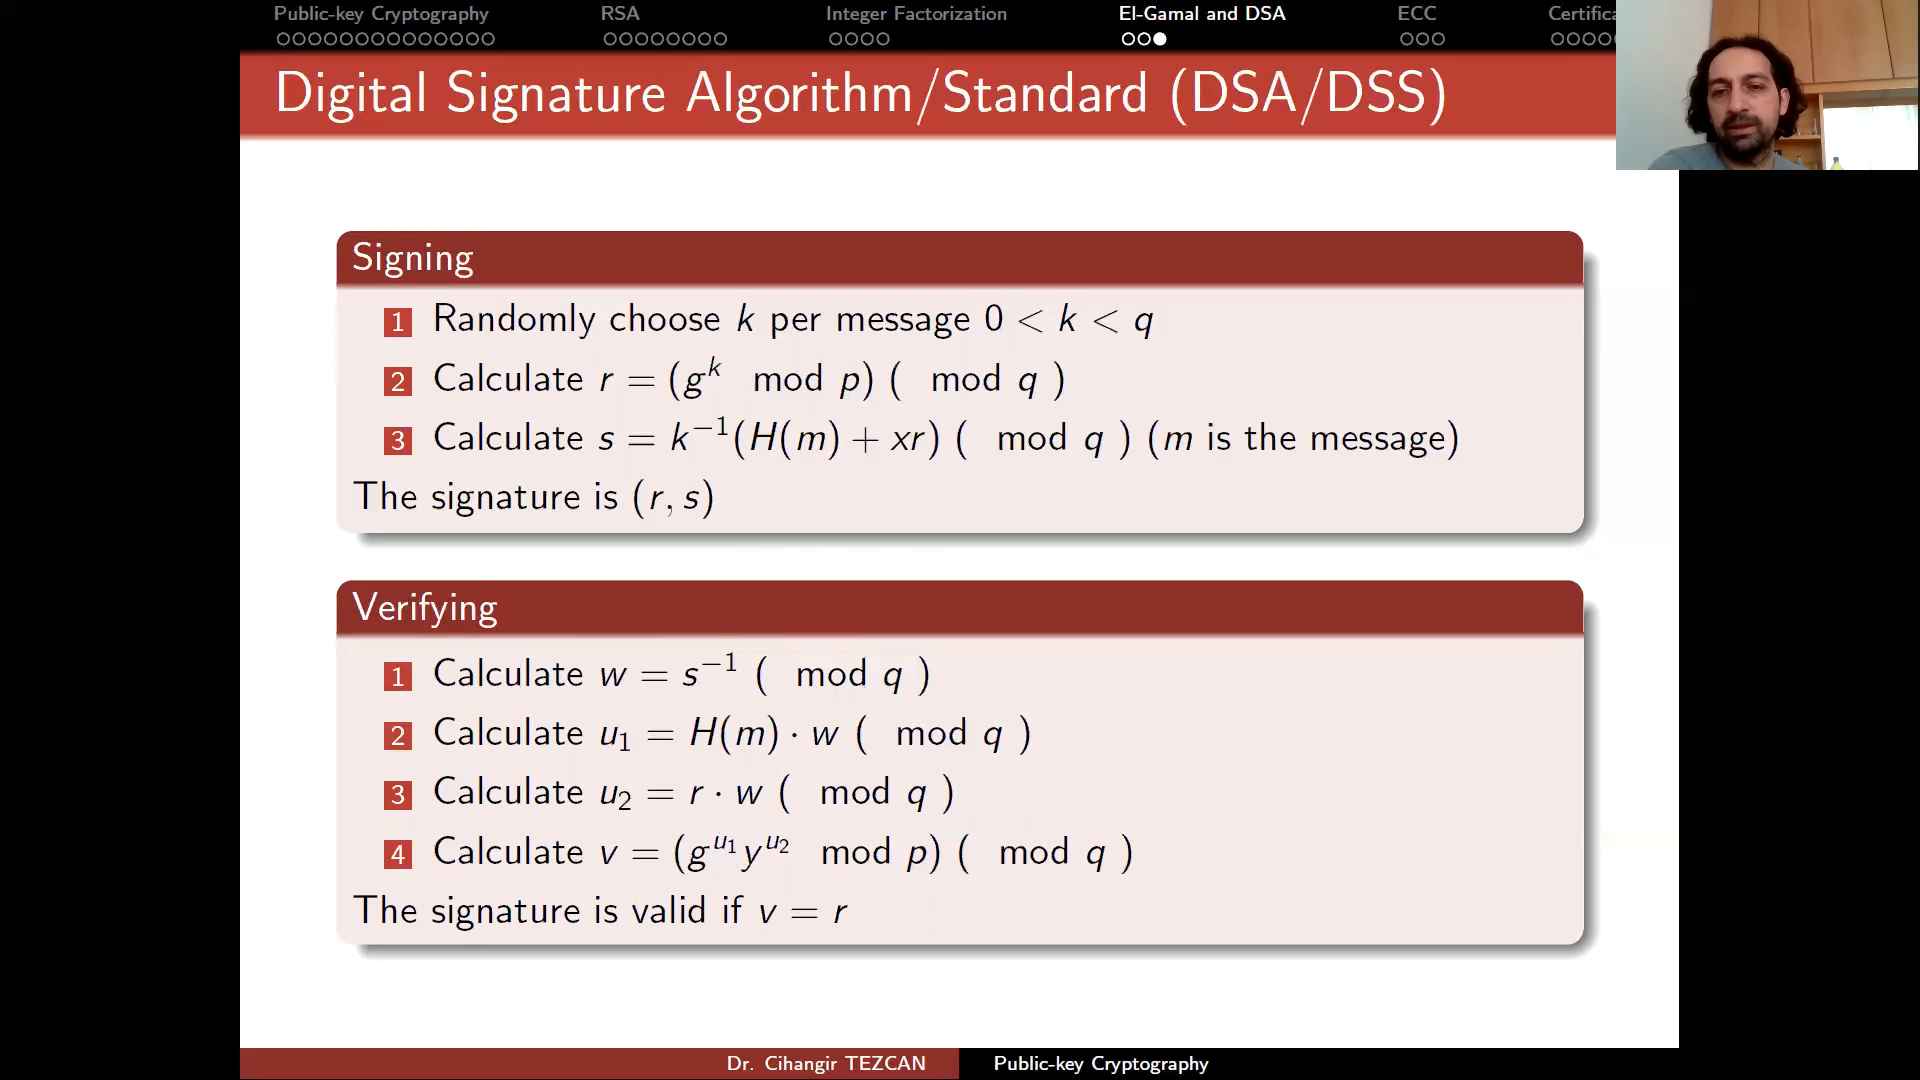 Public-key Cryptography RSA Integer Factorization El-Gamal and DSA ECC Certifica
Digital Signature Algorithm/Standard (DSA/DSS)
Signing
1 Randomly choose k per message 0 < k < q
2 Calculate r = (g^k mod p) ( mod q )
3 Calculate s = k^−1(H(m) + xr) ( mod q ) (m is the message)
The signature is (r, s)
Verifying
1 Calculate w = s^−1 ( mod q )
2 Calculate u₁ = H(m) · w ( mod q )
3 Calculate u₂ = r · w ( mod q )
4 Calculate v = (g^u₁ y^u₂ mod p) ( mod q )
The signature is valid if v = r
Dr. Cihangir TEZCAN Public-key Cryptography